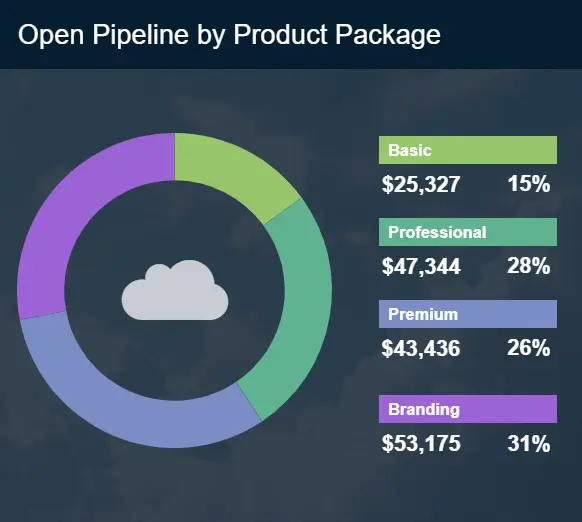 Open Pipeline by Product Package
Basic
$25,327 15%
Professional
$47,344 28%
Premium
$43,436 26%
Branding
$53,175 31%